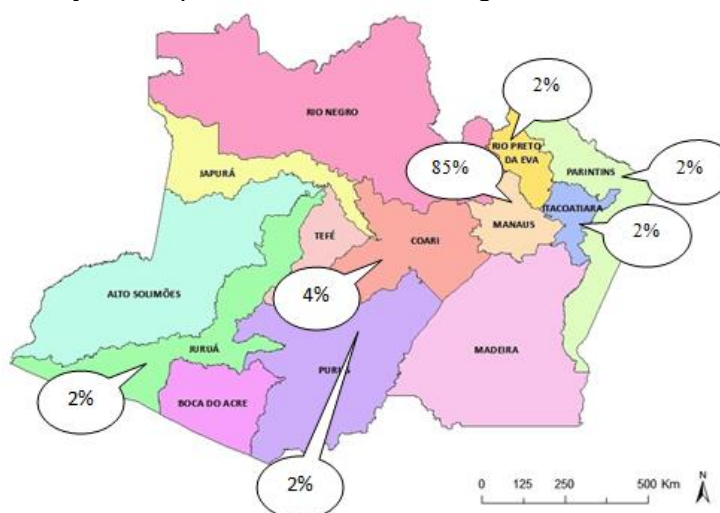 2%
RIO NEGRO
RIO PRETO
DA EVA
85%
PARINTINS
2%
JAPURÁ
ITACOATIARA
MANAUS
2%
TEFÉ
COARI
ALTO SOLIMÕES
4%
JURUÁ
MADEIRA
2%
BOCA DO ACRE
2%
0 125 250 500 Km
N